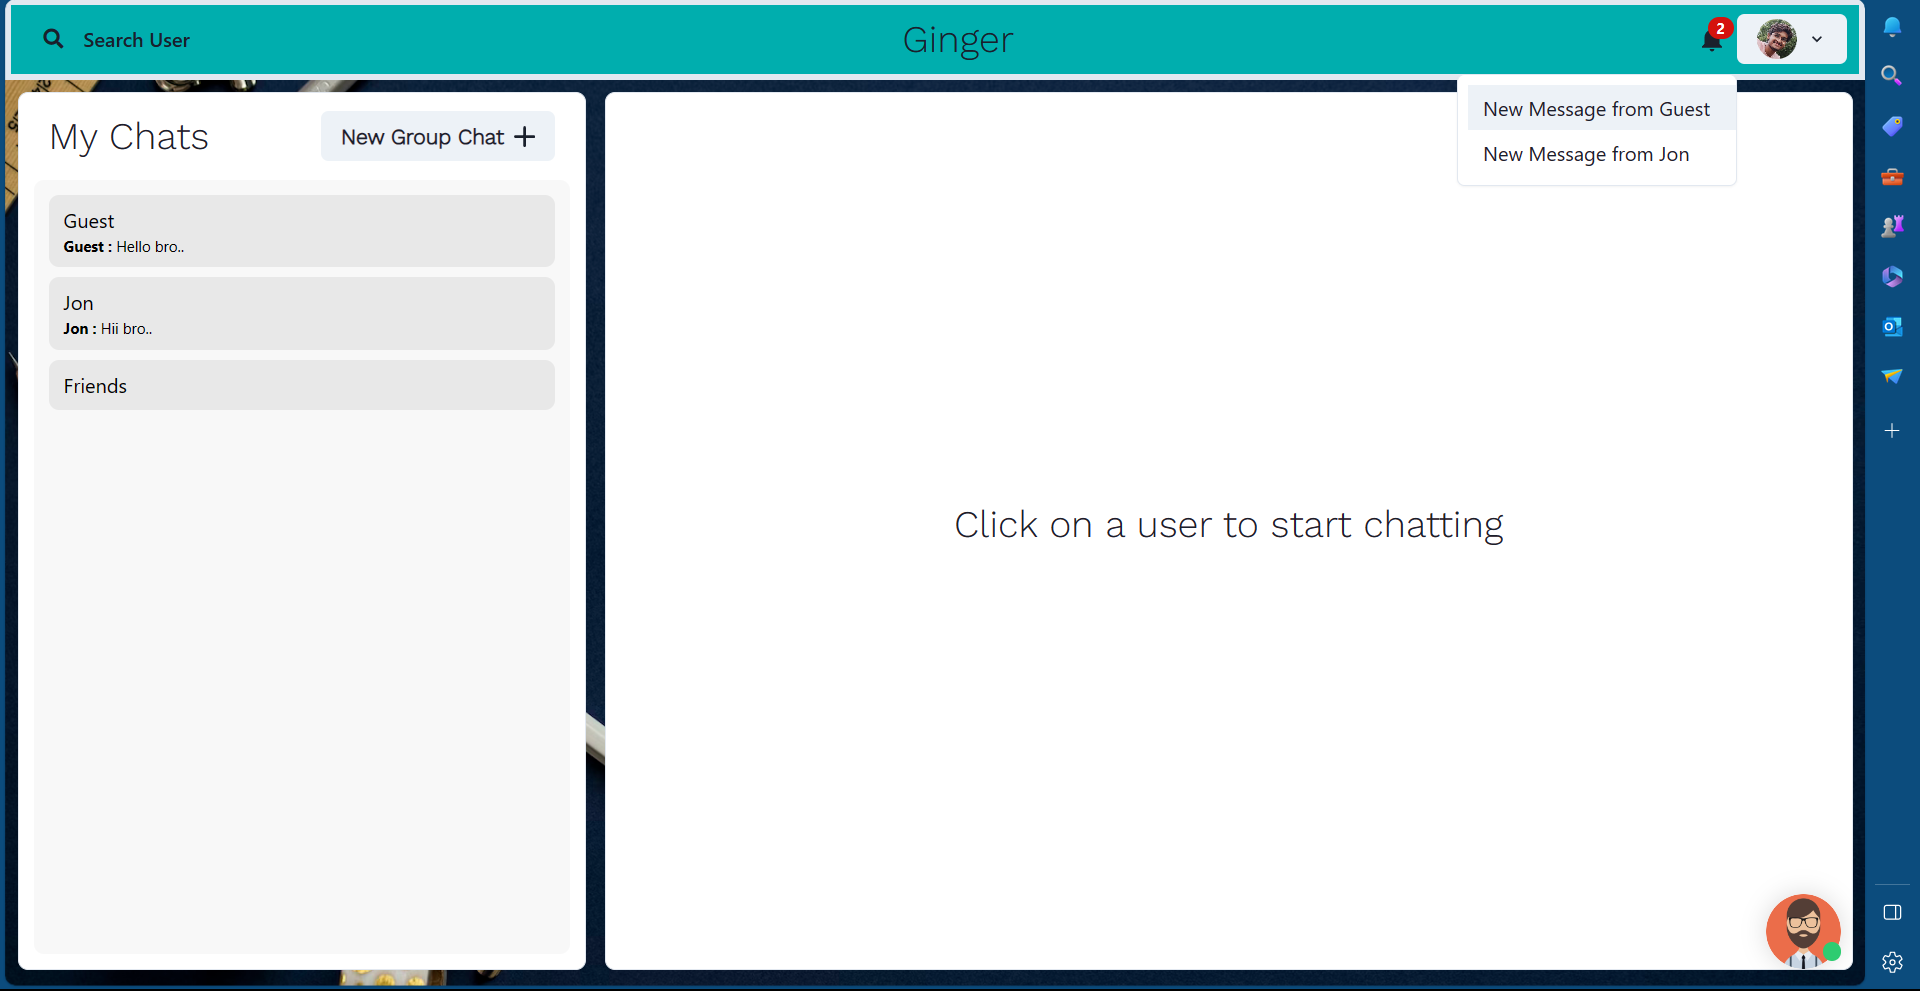 Search User
Ginger
2
New Message from Guest
New Message from Jon
My Chats
New Group Chat
Guest
Guest : Hello bro..
Jon
Jon : Hii bro..
Friends
Click on a user to start chatting